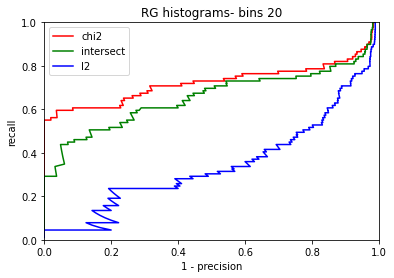 RG histograms- bins 20
chi2
intersect
l2
1.0
0.8
0.6
0.4
0.2
0.0
recall
0.0 0.2 0.4 0.6 0.8 1.0
1 - precision